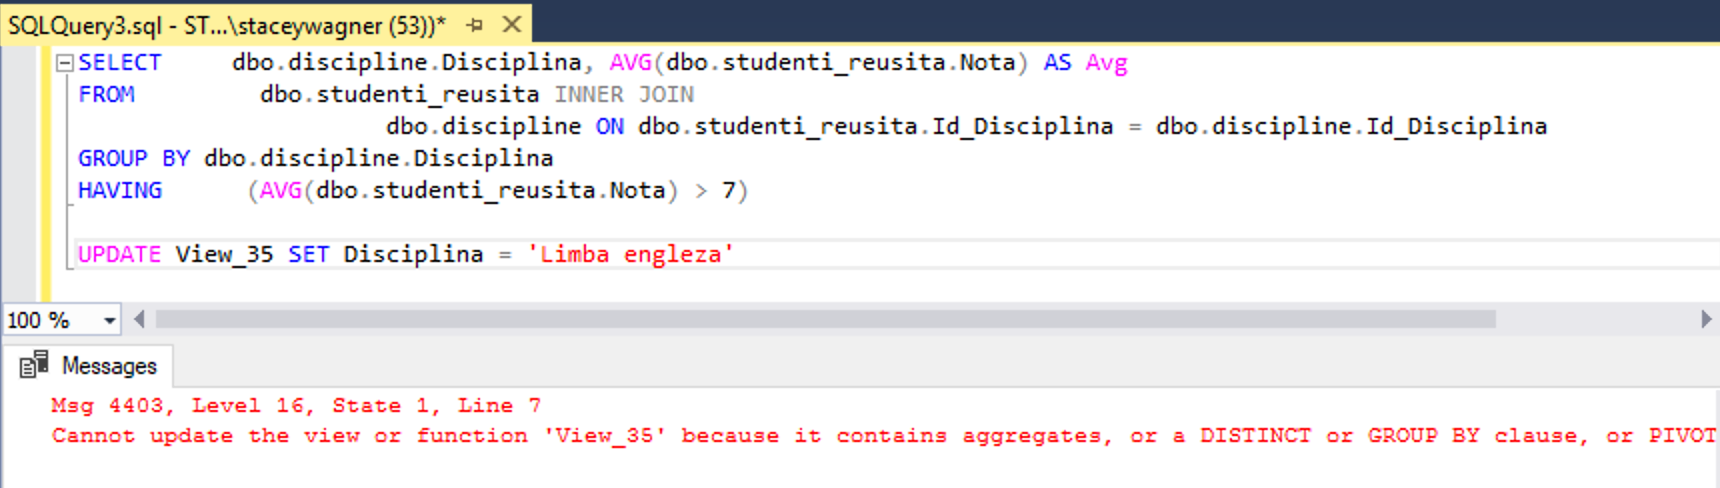 SQLQuery3.sql - ST...\staceywagner (53))*
SELECT dbo.discipline.Disciplina, AVG(dbo.studenti_reusita.Nota) AS Avg
FROM dbo.studenti_reusita INNER JOIN
dbo.discipline ON dbo.studenti_reusita.Id_Disciplina = dbo.discipline.Id_Disciplina
GROUP BY dbo.discipline.Disciplina
HAVING (AVG(dbo.studenti_reusita.Nota) > 7)
UPDATE View_35 SET Disciplina = 'Limba engleza'
100 %
Messages
Msg 4403, Level 16, State 1, Line 7
Cannot update the view or function 'View_35' because it contains aggregates, or a DISTINCT or GROUP BY clause, or PIVOT